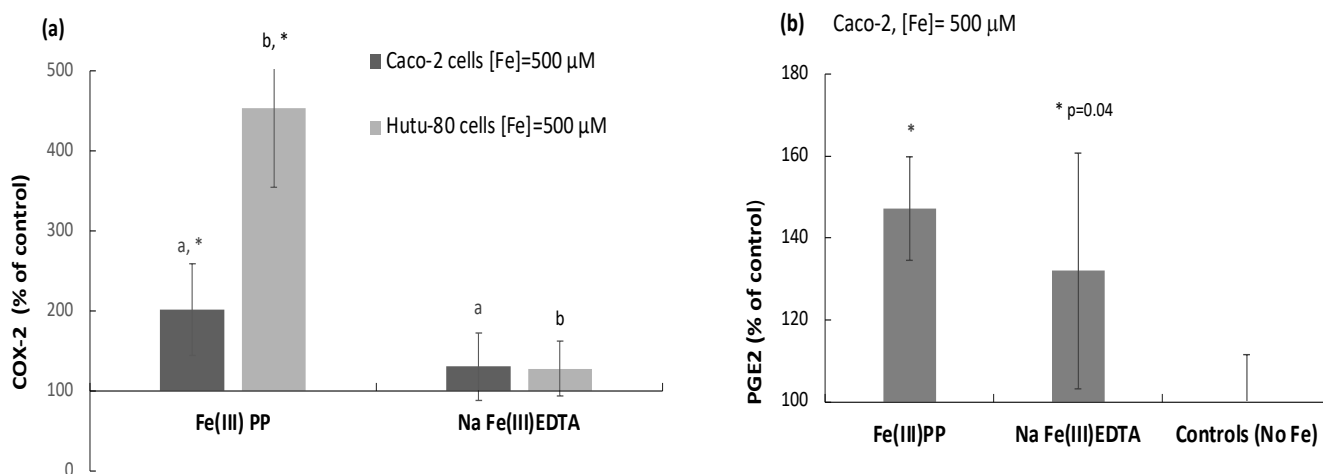 (a)
b, *
500
400
300
200
100
0
COX-2 (% of control)
Caco-2 cells [Fe]=500 μM
Hutu-80 cells [Fe]=500 μM
a, *
a
b
Fe(III) PP
Na Fe(III)EDTA
(b) Caco-2, [Fe]= 500 μM
180
160
140
120
100
PGE2 (% of control)
*
* p=0.04
Fe(III)PP
Na Fe(III)EDTA
Controls (No Fe)